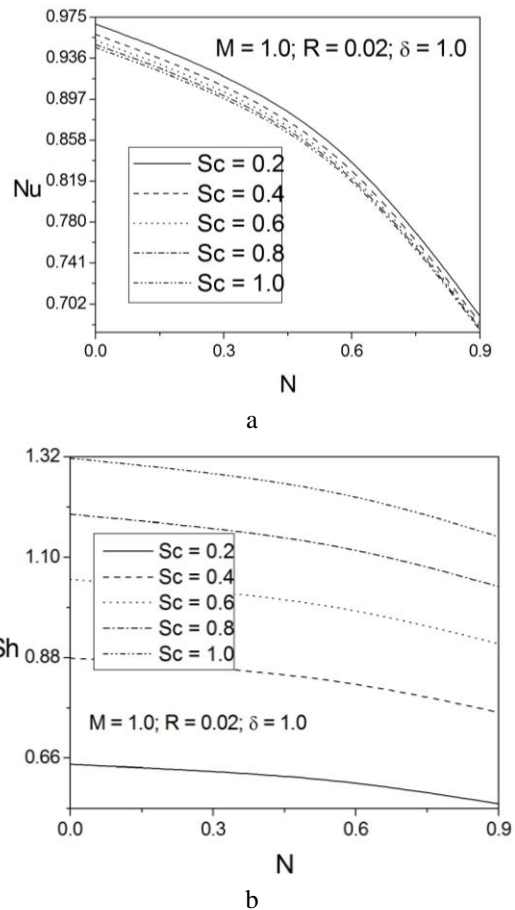 0.975
0.936
0.897
0.858
0.819
0.780
0.741
0.702
Nu
M = 1.0; R = 0.02; δ = 1.0
Sc = 0.2
Sc = 0.4
Sc = 0.6
Sc = 0.8
Sc = 1.0
0.0 0.3 0.6 0.9
N
a
1.32
1.10
0.88
0.66
Sh
Sc = 0.2
Sc = 0.4
Sc = 0.6
Sc = 0.8
Sc = 1.0
M = 1.0; R = 0.02; δ = 1.0
0.0 0.3 0.6 0.9
N
b